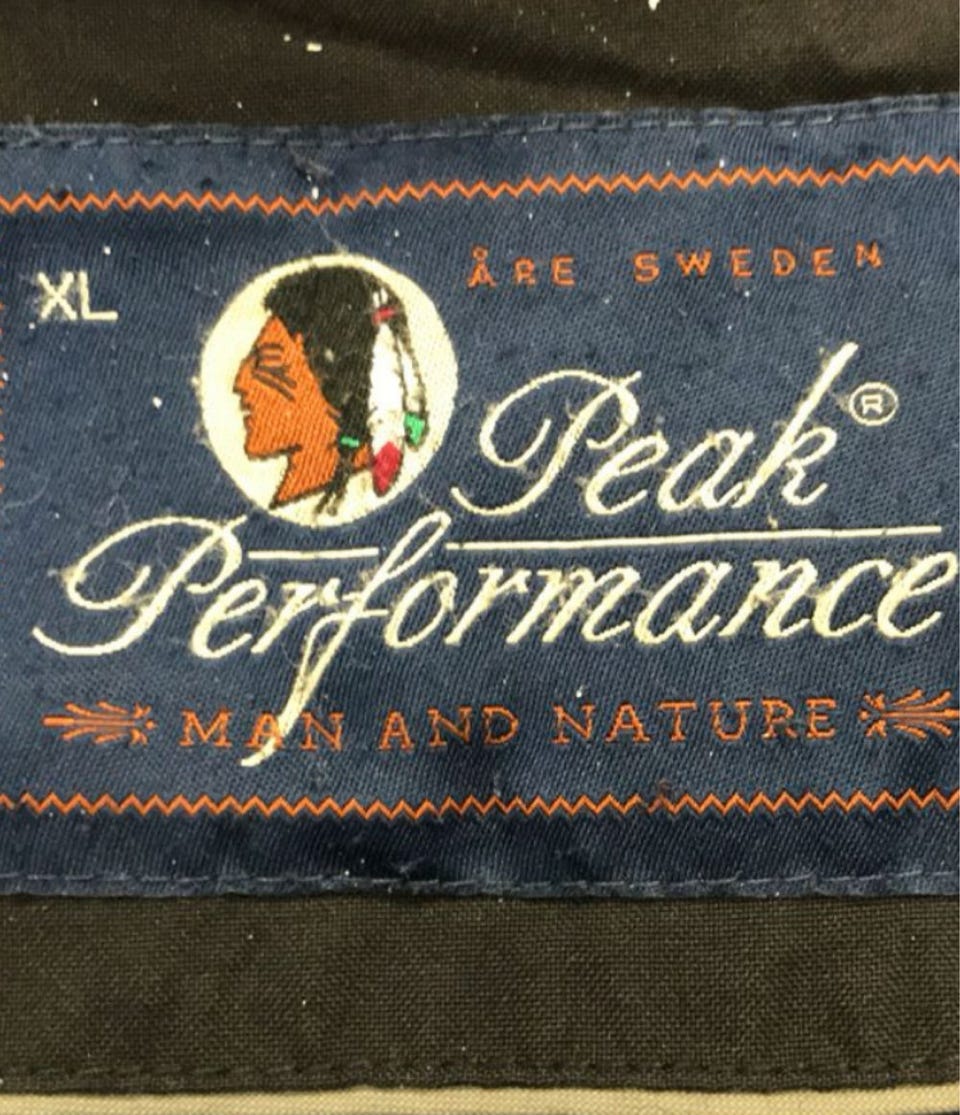 XL
ÅRE SWEDEN
Peak®
Performance
MAN AND NATURE